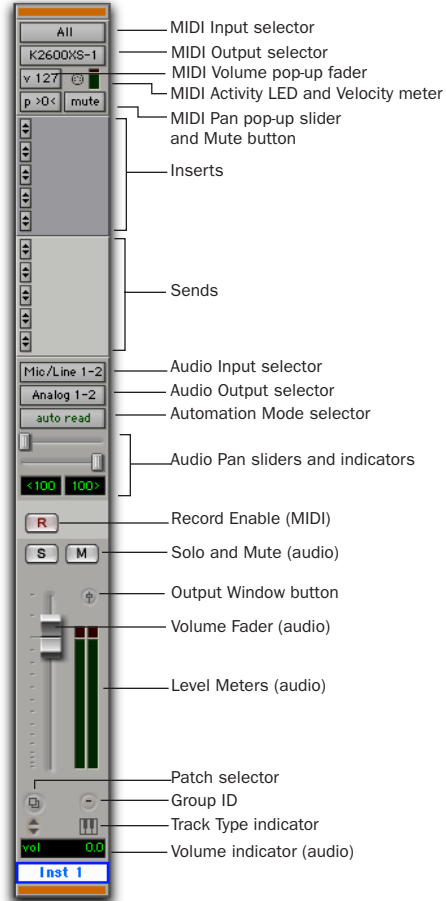 All
MIDI Input selector
K2600XS-1
MIDI Output selector
v 127
MIDI Volume pop-up fader
MIDI Activity LED and Velocity meter
p >0<
mute
MIDI Pan pop-up slider
and Mute button
Inserts
Sends
Mic/Line 1-2
Audio Input selector
Analog 1-2
Audio Output selector
auto read
Automation Mode selector
Audio Pan sliders and indicators
<100
100>
R
Record Enable (MIDI)
S
M
Solo and Mute (audio)
Output Window button
Volume Fader (audio)
Level Meters (audio)
Patch selector
Group ID
Track Type indicator
vol
0.0
Volume indicator (audio)
Inst 1